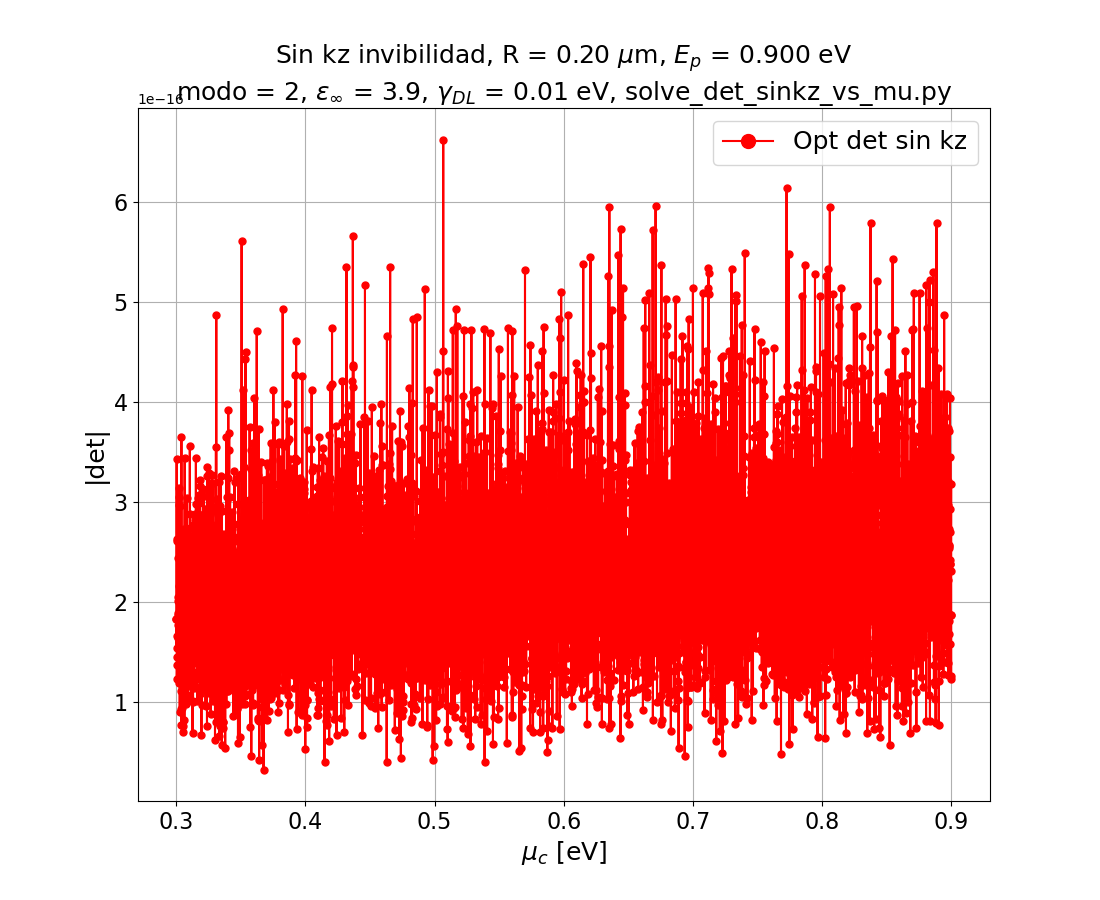 Sin kz invibilidad, R = 0.20 μm, E_p = 0.900 eV
modo = 2, ε_∞ = 3.9, γ_DL = 0.01 eV, solve_det_sinkz_vs_mu.py
1e−16
Opt det sin kz
6
5
4
3
2
1
|det|
0.3 0.4 0.5 0.6 0.7 0.8 0.9
μ_c [eV]